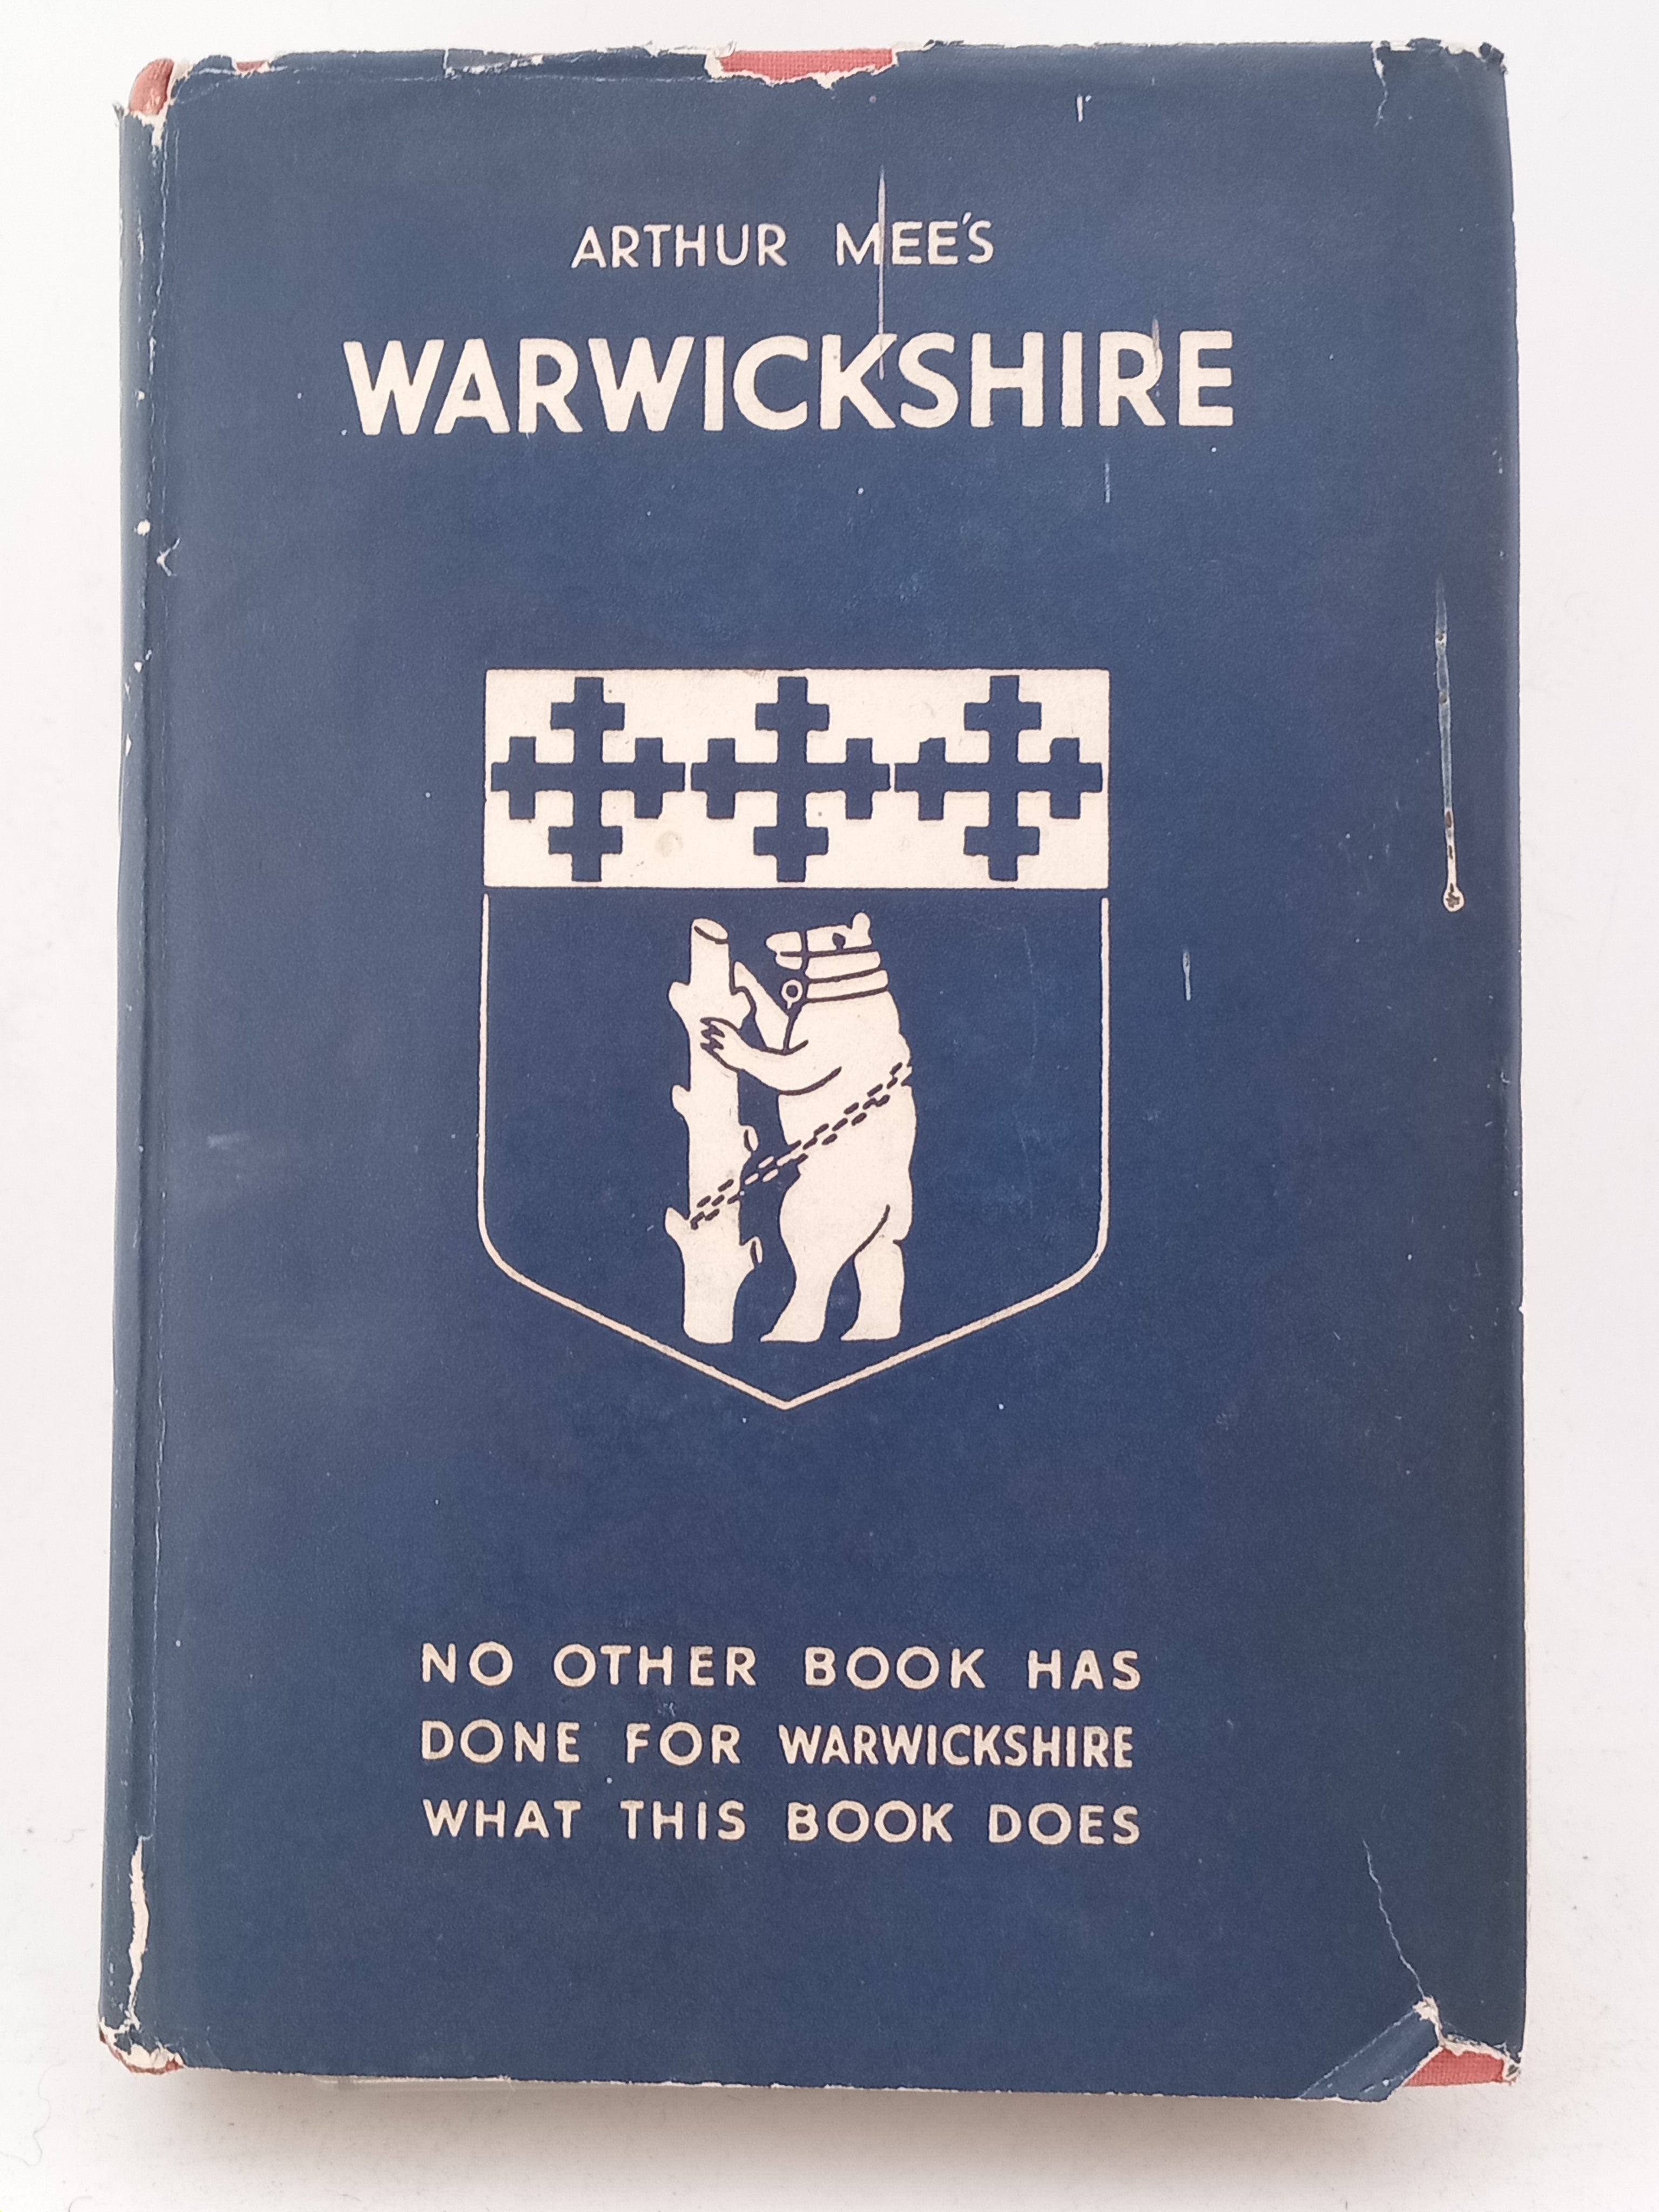 ARTHUR MEE'S
WARWICKSHIRE
NO OTHER BOOK HAS
DONE FOR WARWICKSHIRE
WHAT THIS BOOK DOES